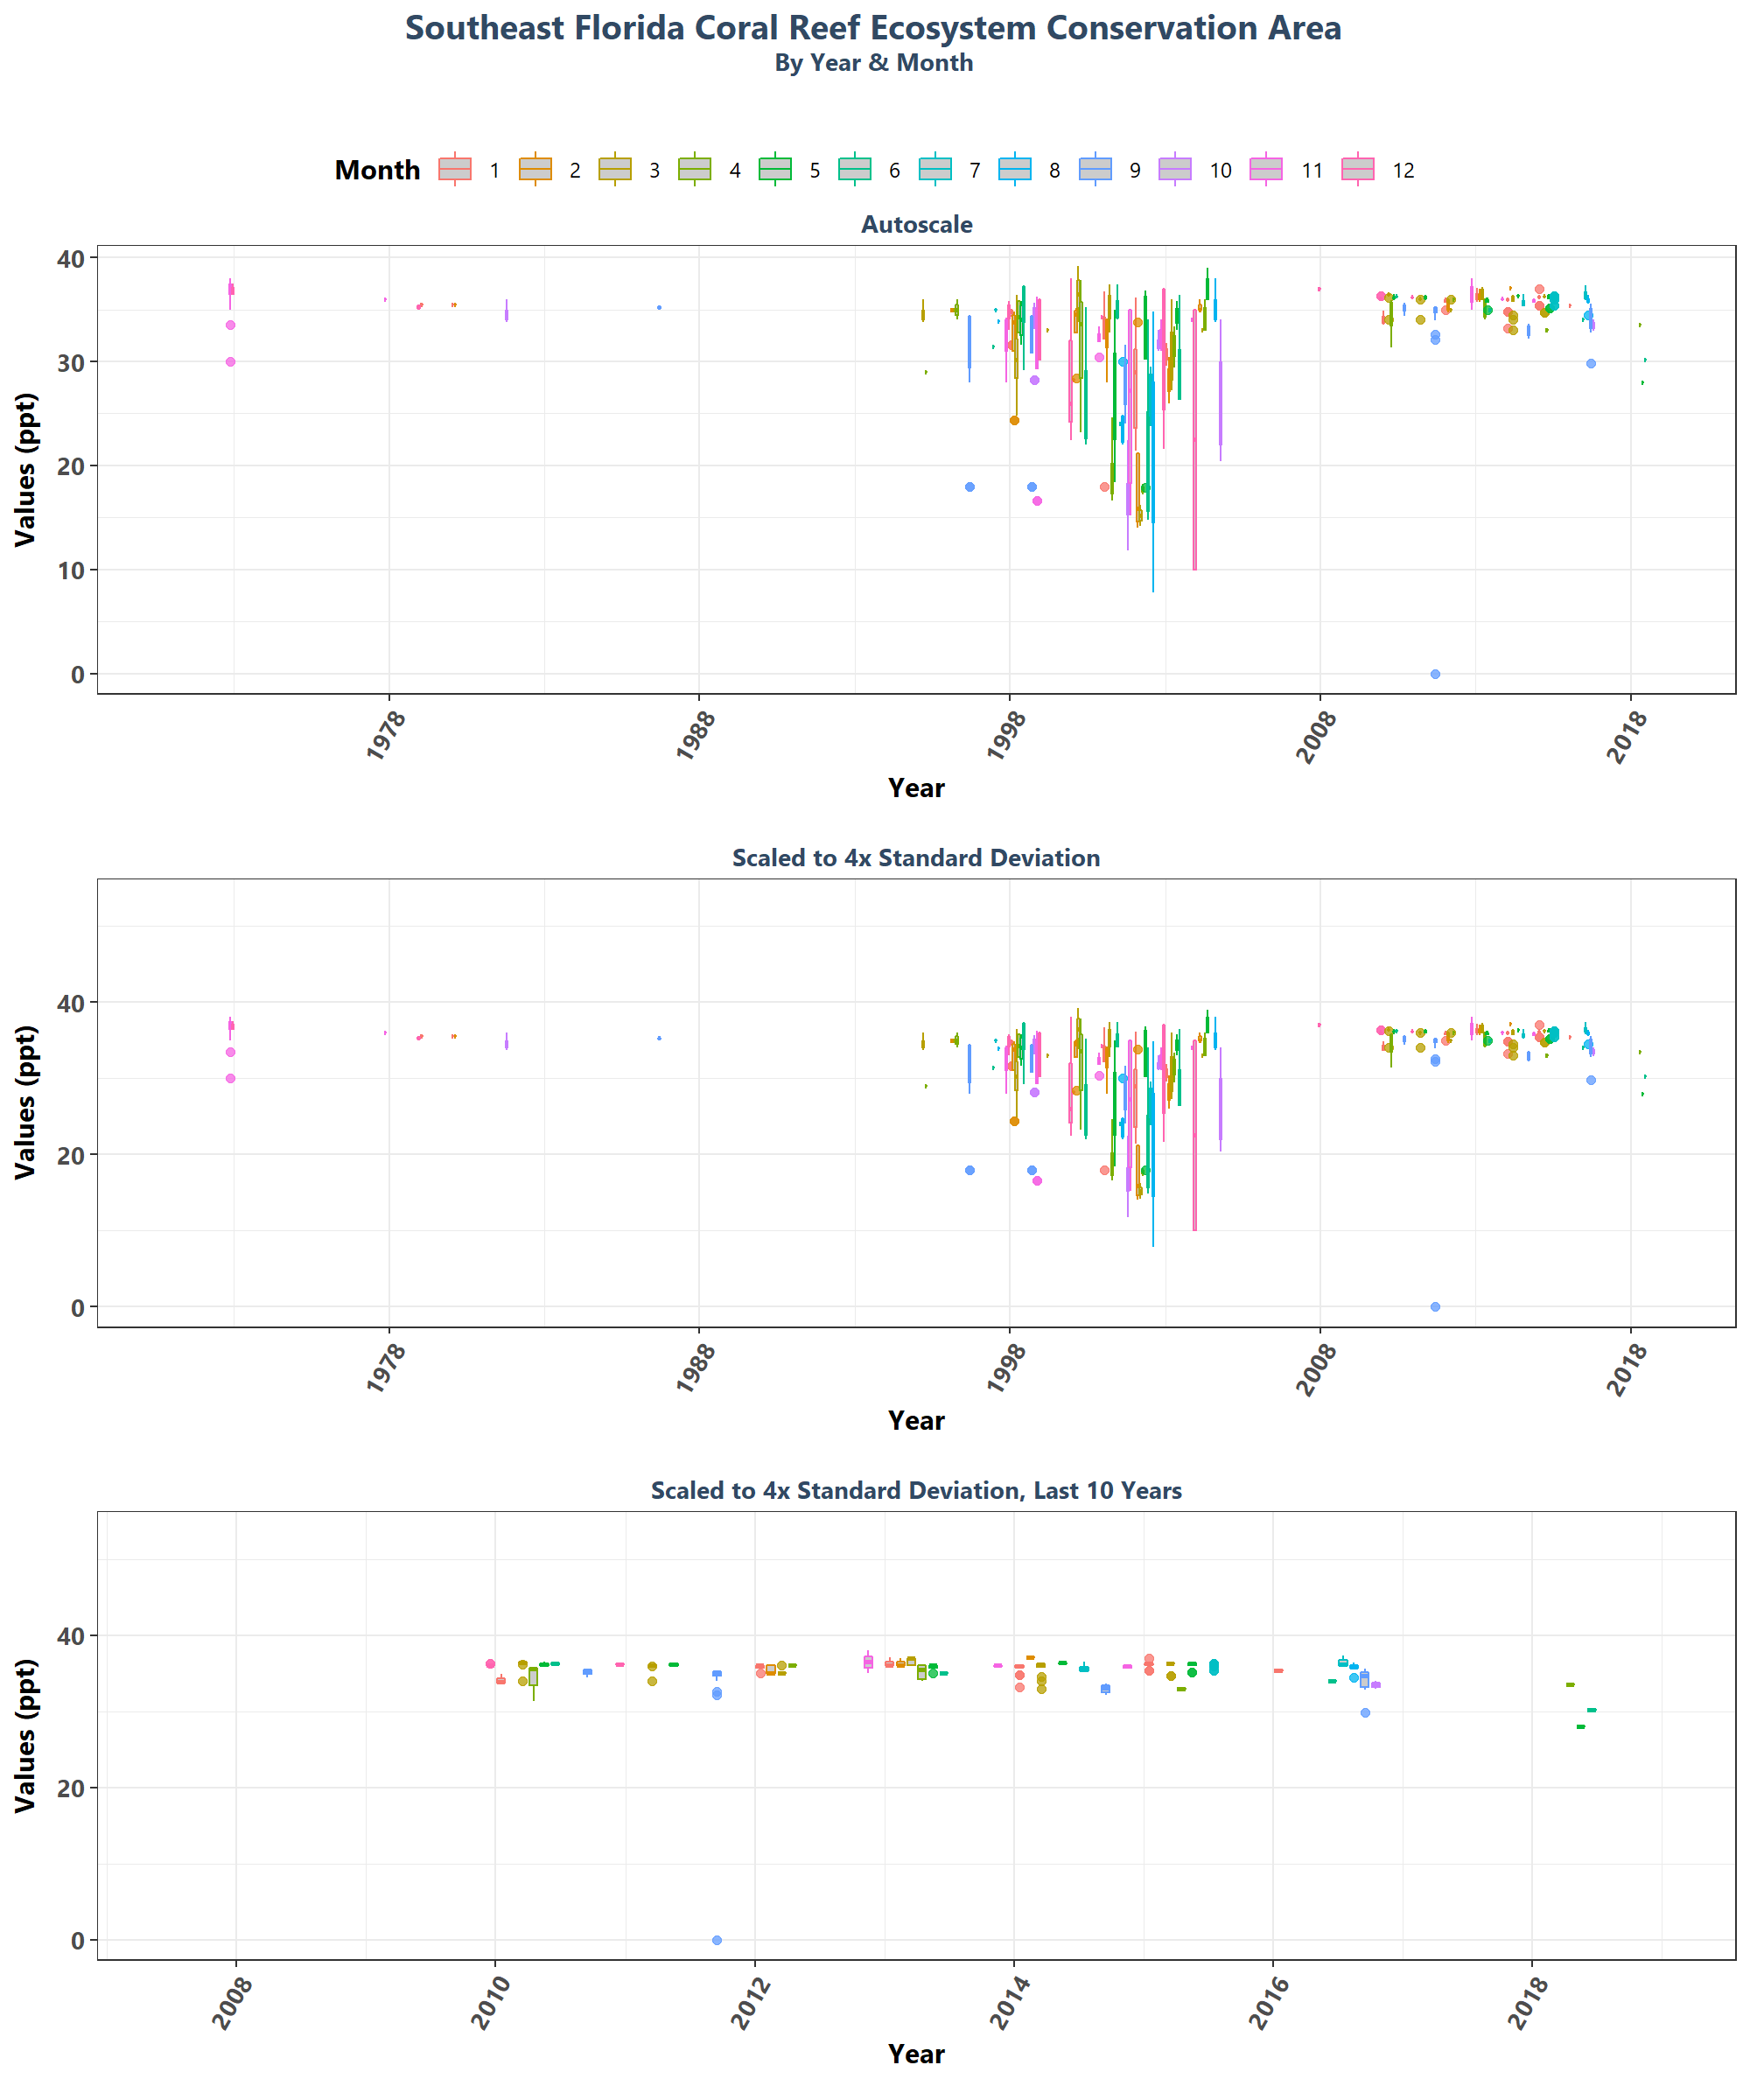 Southeast Florida Coral Reef Ecosystem Conservation Area
By Year & Month
Month 1 2 3 4 5 6 7 8 9 10 11 12
Autoscale
40
30
20
10
0
Values (ppt)
1978 1988 1998 2008 2018
Year
Scaled to 4x Standard Deviation
40
20
0
Values (ppt)
1978 1988 1998 2008 2018
Year
Scaled to 4x Standard Deviation, Last 10 Years
40
20
0
Values (ppt)
2008 2010 2012 2014 2016 2018
Year